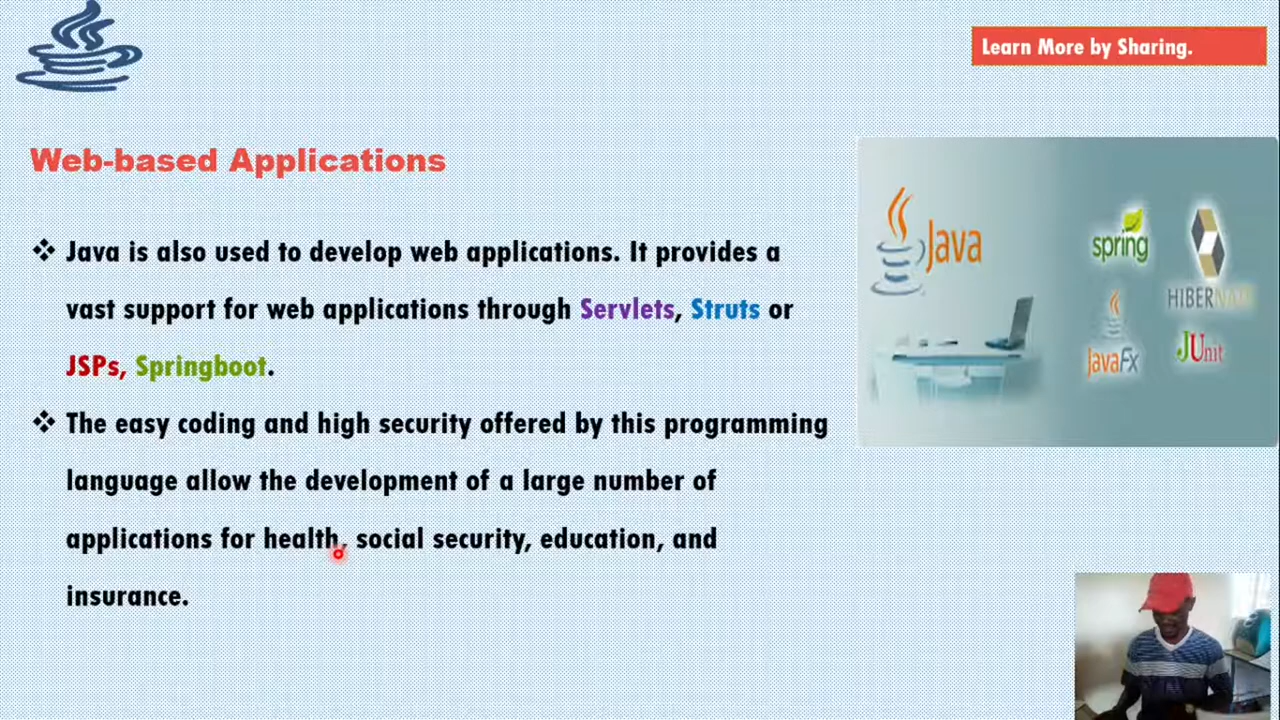 Learn More by Sharing.
Web-based Applications
❖ Java is also used to develop web applications. It provides a
vast support for web applications through Servlets, Struts or
JSPs, Springboot.
❖ The easy coding and high security offered by this programming
language allow the development of a large number of
applications for health, social security, education, and
insurance.
Java
spring
HIBERNATE
JavaFx
JUnit